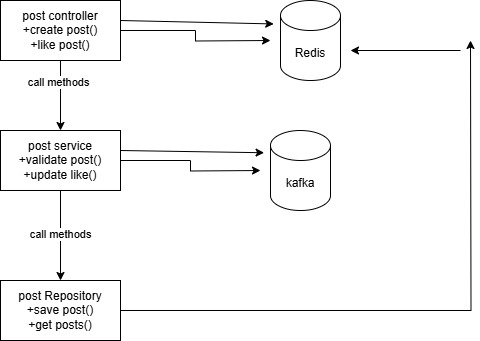 post controller
+create post()
+like post()
Redis
call methods
post service
+validate post()
+update like()
kafka
call methods
post Repository
+save post()
+get posts()